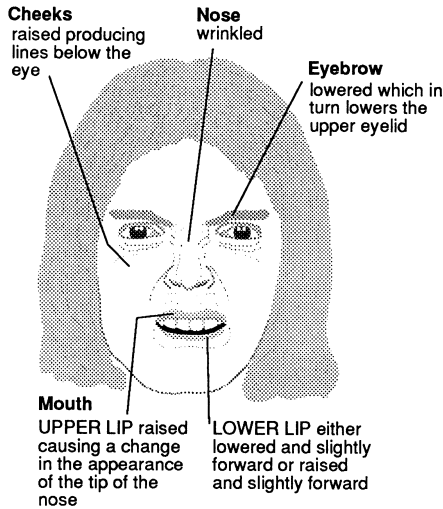 Cheeks
raised producing
lines below the
eye
Nose
wrinkled
Eyebrow
lowered which in
turn lowers the
upper eyelid
Mouth
UPPER LIP raised
causing a change
in the appearance
of the tip of the
nose
LOWER LIP either
lowered and slightly
forward or raised
and slightly forward